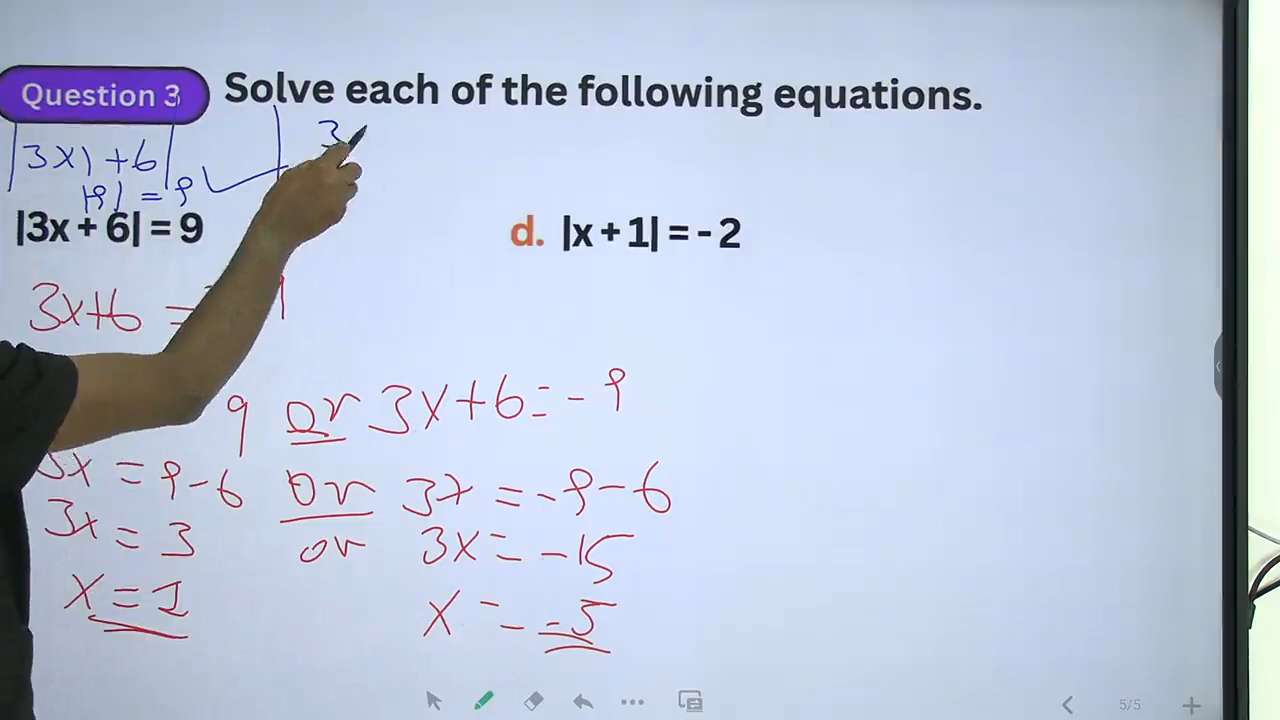 Question 3 Solve each of the following equations.
|3x1 +6| | 3
|9| = 9
|3x + 6| = 9 d. |x + 1| = - 2
3x+6 =
9 or 3x+6 = -9
3x = 9-6 or 3x = -9-6
3x = 3 or 3x = -15
x = 1 x = -5
5/5